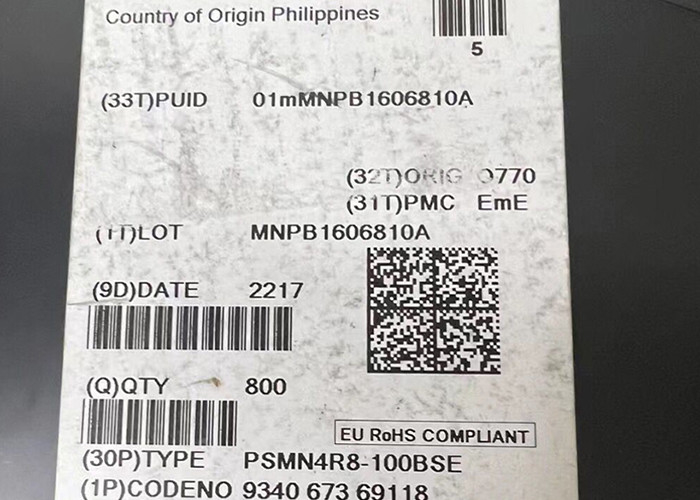 Country of Origin Philippines
5
(33T)PUID 01mMNPB1606810A
(32T)ORIG O770
(31T)PMC EmE
(1T)LOT MNPB1606810A
(9D)DATE 2217
(Q)QTY 800
EU RoHS COMPLIANT
(30P)TYPE PSMN4R8-100BSE
(1P)CODENO 9340 673 69118